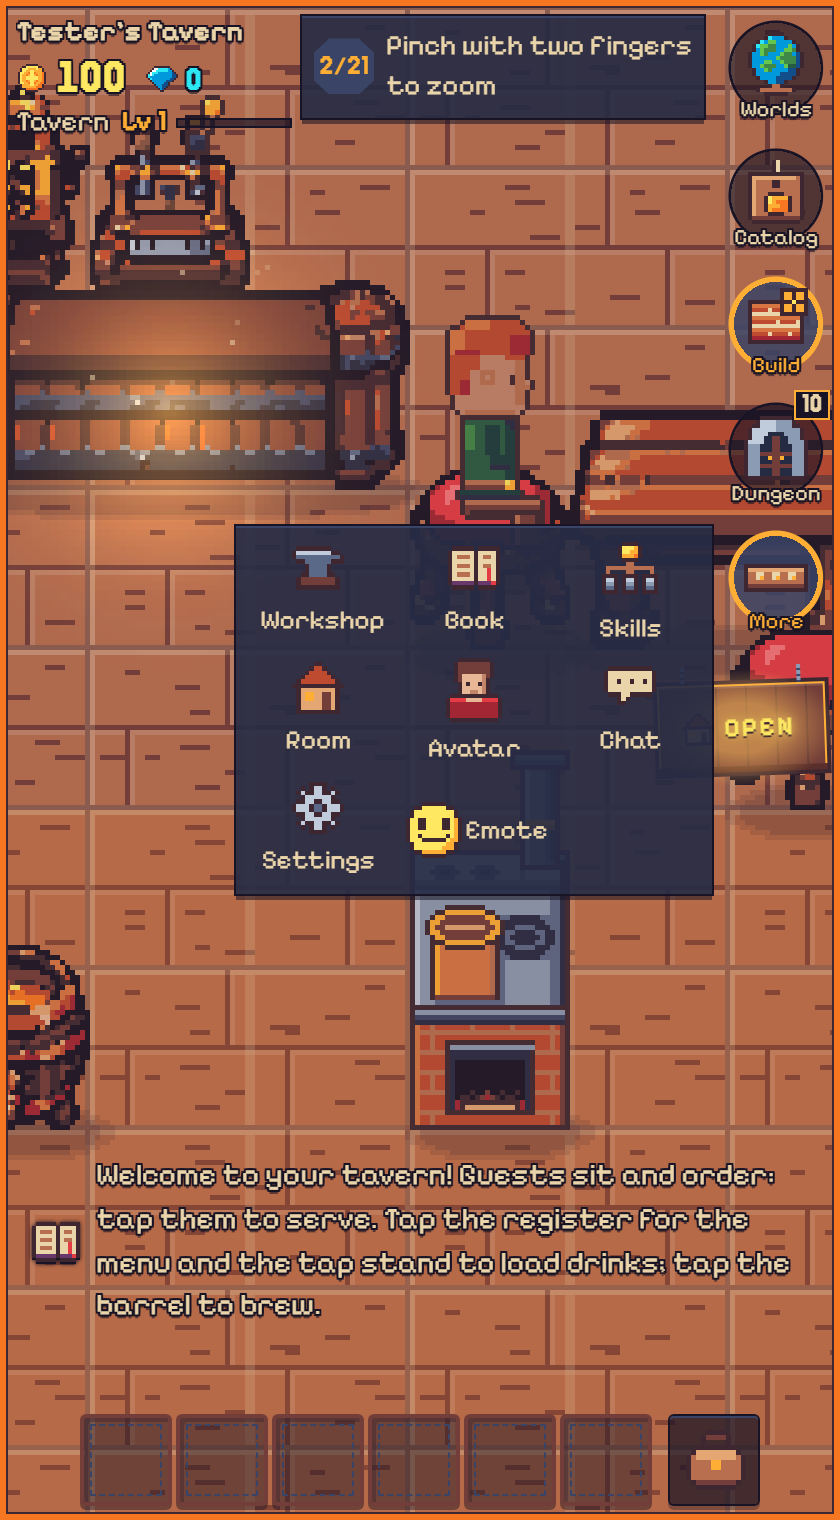 Tester's Tavern
100 0
Tavern Lv 1
2/21
Pinch with two fingers
to zoom
Worlds
Catalog
Build
10
Dungeon
More
Workshop
Book
Skills
Room
Avatar
Chat
OPEN
Settings
Emote
Welcome to your tavern! Guests sit and order:
tap them to serve. Tap the register for the
menu and the tap stand to load drinks; tap the
barrel to brew.